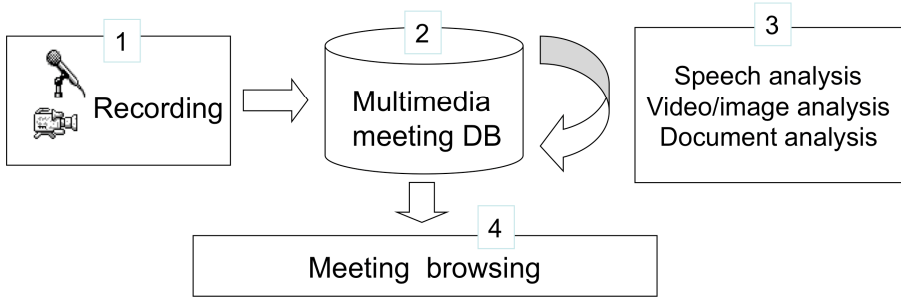 1
Recording
2
Multimedia
meeting DB
3
Speech analysis
Video/image analysis
Document analysis
4
Meeting browsing